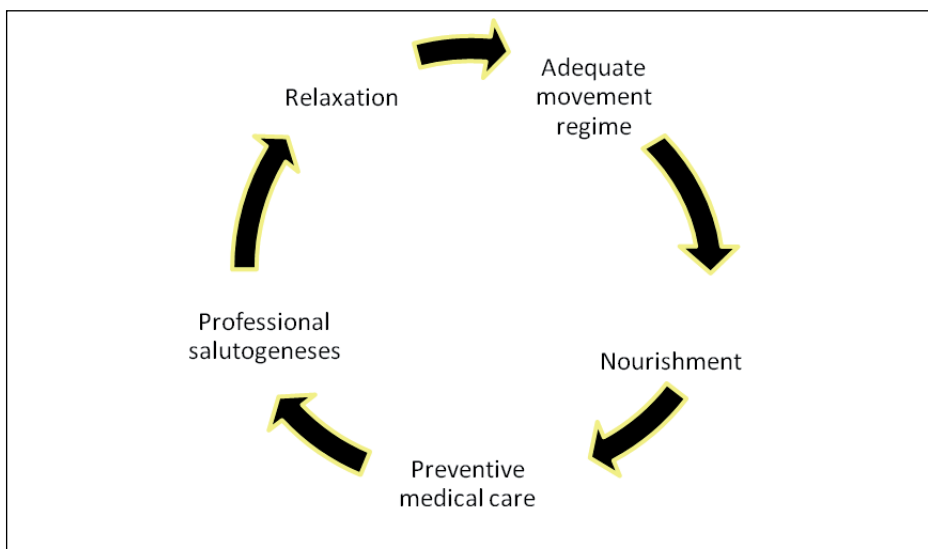 Relaxation
Adequate
movement
regime
Nourishment
Preventive
medical care
Professional
salutogeneses